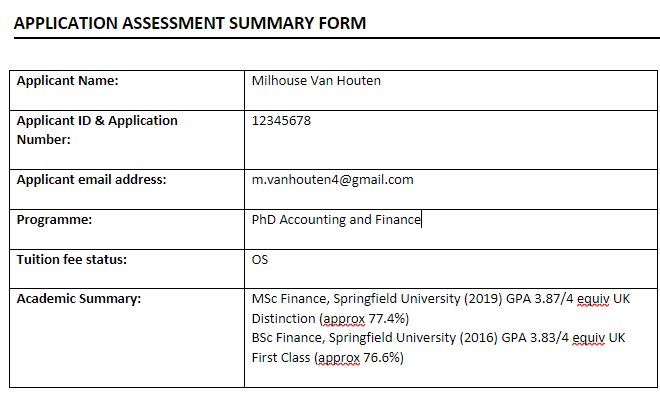 APPLICATION ASSESSMENT SUMMARY FORM
Applicant Name:
Milhouse Van Houten
Applicant ID & Application
Number:
12345678
Applicant email address:
m.vanhouten4@gmail.com
Programme:
PhD Accounting and Finance
Tuition fee status:
OS
Academic Summary:
MSc Finance, Springfield University (2019) GPA 3.87/4 equiv UK
Distinction (approx 77.4%)
BSc Finance, Springfield University (2016) GPA 3.83/4 equiv UK
First Class (approx 76.6%)